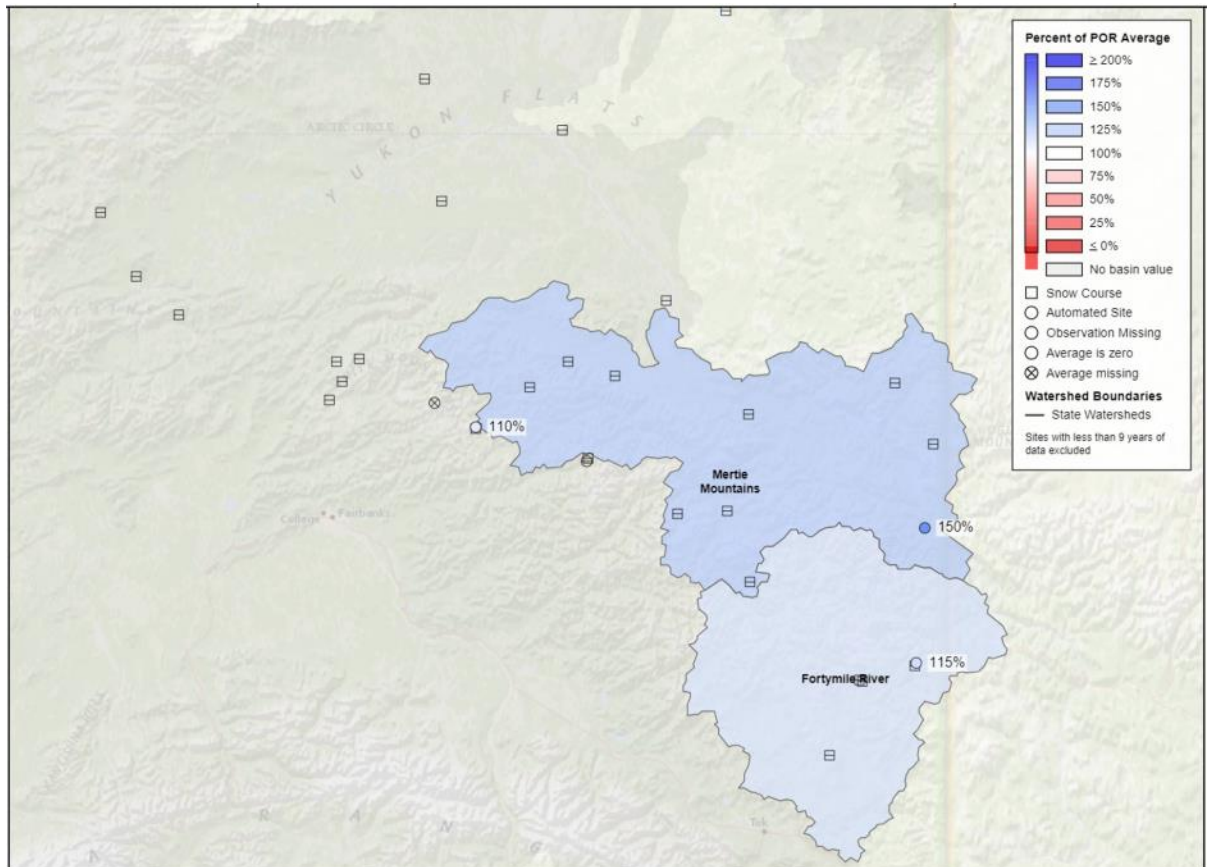 Percent of POR Average
≥ 200%
175%
150%
125%
100%
75%
50%
25%
≤ 0%
No basin value
Snow Course
Automated Site
Observation Missing
Average is zero
Average missing
Watershed Boundaries
State Watersheds
Sites with less than 9 years of
data excluded
YUKON FLATS
ARCTIC CIRCLE
110%
Mertie
Mountains
College
Fairbanks
150%
115%
Fortymile River
Tok
R A N G